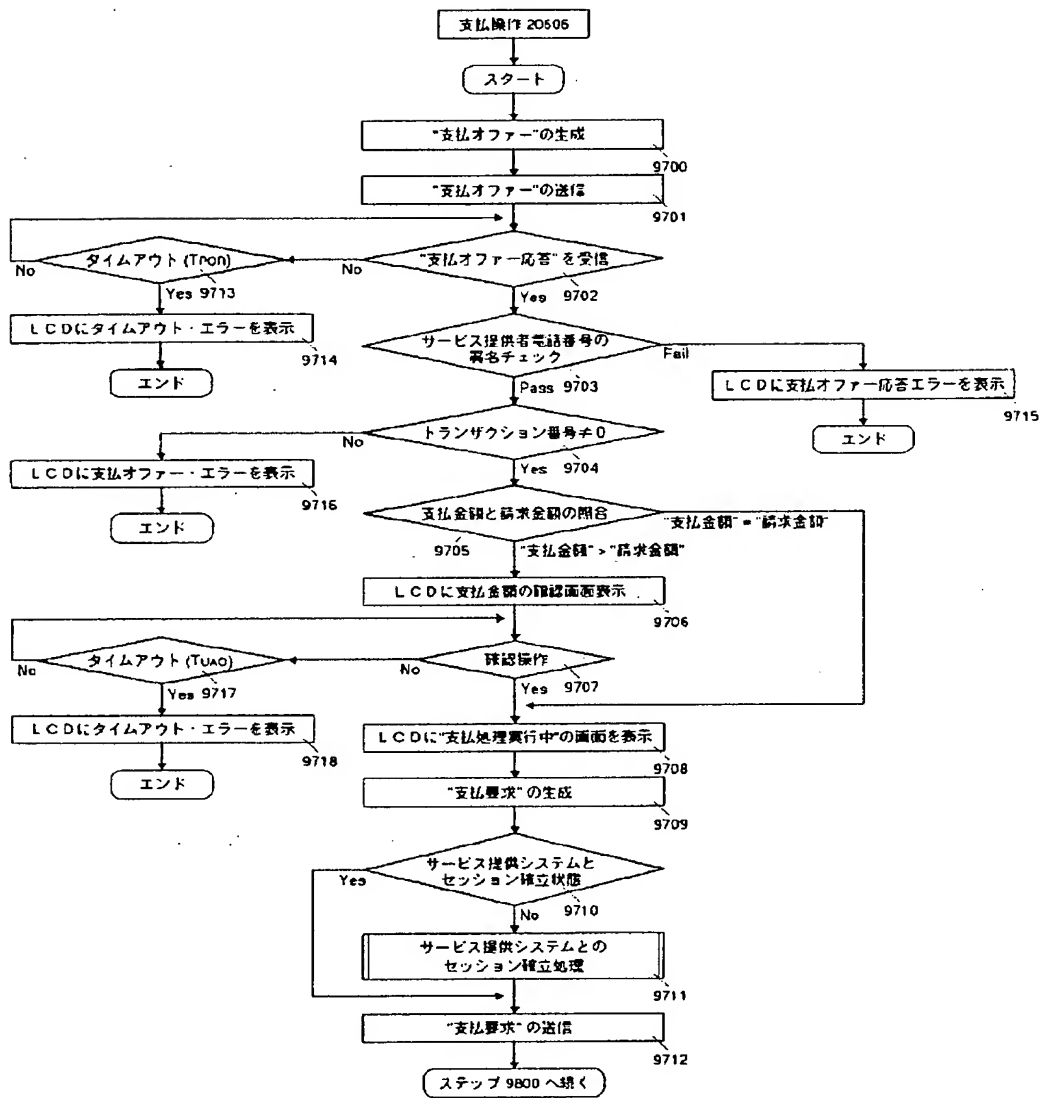 支払操作 20606
スタート
"支払オファー"の生成
9700
"支払オファー"の送信
9701
タイムアウト (TPOR)
No
No
"支払オファー応答" を受信
9702
Yes 9713
Yes
LCDにタイムアウト・エラーを表示
9714
エンド
サービス提供者電話番号の
署名チェック
Fail
Pass 9703
LCDに支払オファー応答エラーを表示
9715
エンド
トランザクション番号≠0
No
9704
Yes
LCDに支払オファー・エラーを表示
9716
エンド
支払金額と請求金額の照合
"支払金額" = "請求金額"
9705
"支払金額" > "請求金額"
LCDに支払金額の確認画面表示
9706
タイムアウト (TUAO)
No
No
確認操作
9707
Yes 9717
Yes
LCDにタイムアウト・エラーを表示
9718
エンド
LCDに"支払処理実行中"の画面を表示
9708
"支払要求" の生成
9709
サービス提供システムと
セッション確立状態
Yes
9710
No
サービス提供システムとの
セッション確立処理
9711
"支払要求" の送信
9712
ステップ 9800 へ続く